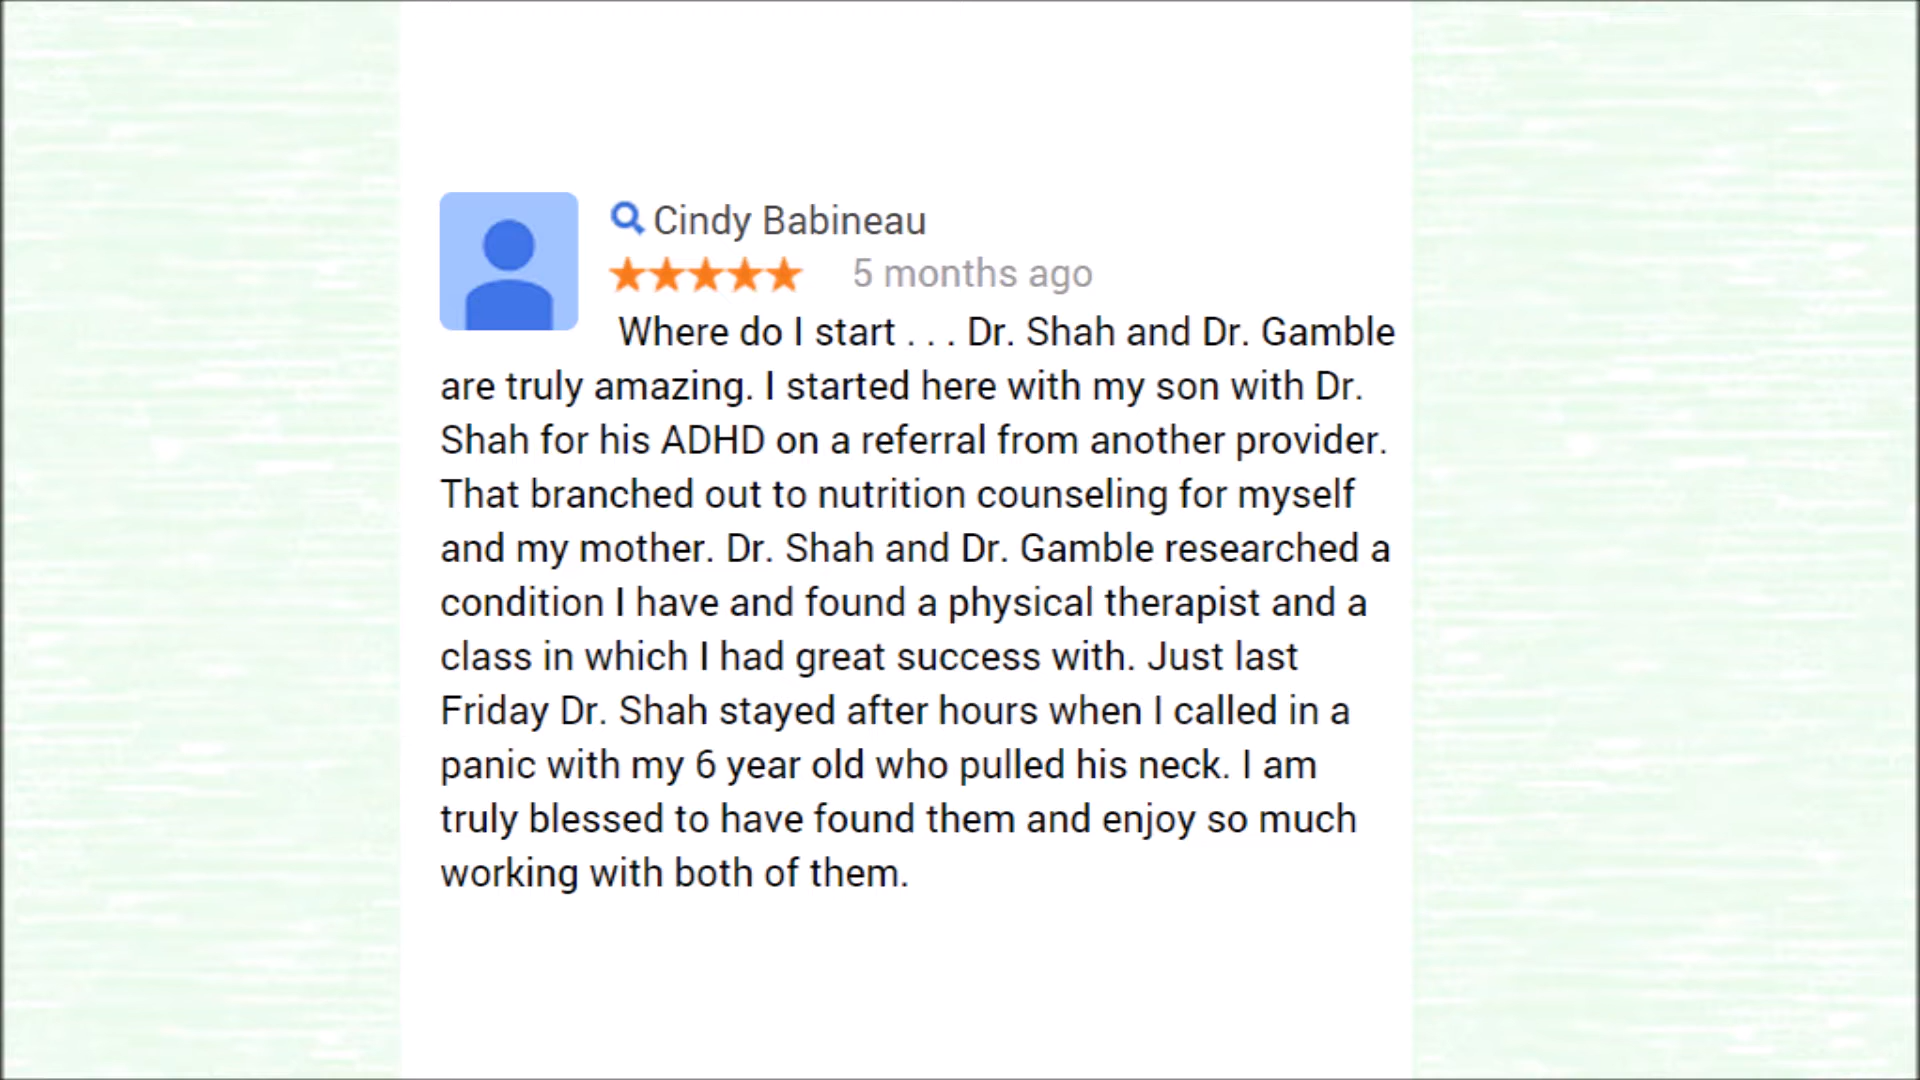 Cindy Babineau
5 months ago
Where do I start . . . Dr. Shah and Dr. Gamble
are truly amazing. I started here with my son with Dr.
Shah for his ADHD on a referral from another provider.
That branched out to nutrition counseling for myself
and my mother. Dr. Shah and Dr. Gamble researched a
condition I have and found a physical therapist and a
class in which I had great success with. Just last
Friday Dr. Shah stayed after hours when I called in a
panic with my 6 year old who pulled his neck. I am
truly blessed to have found them and enjoy so much
working with both of them.